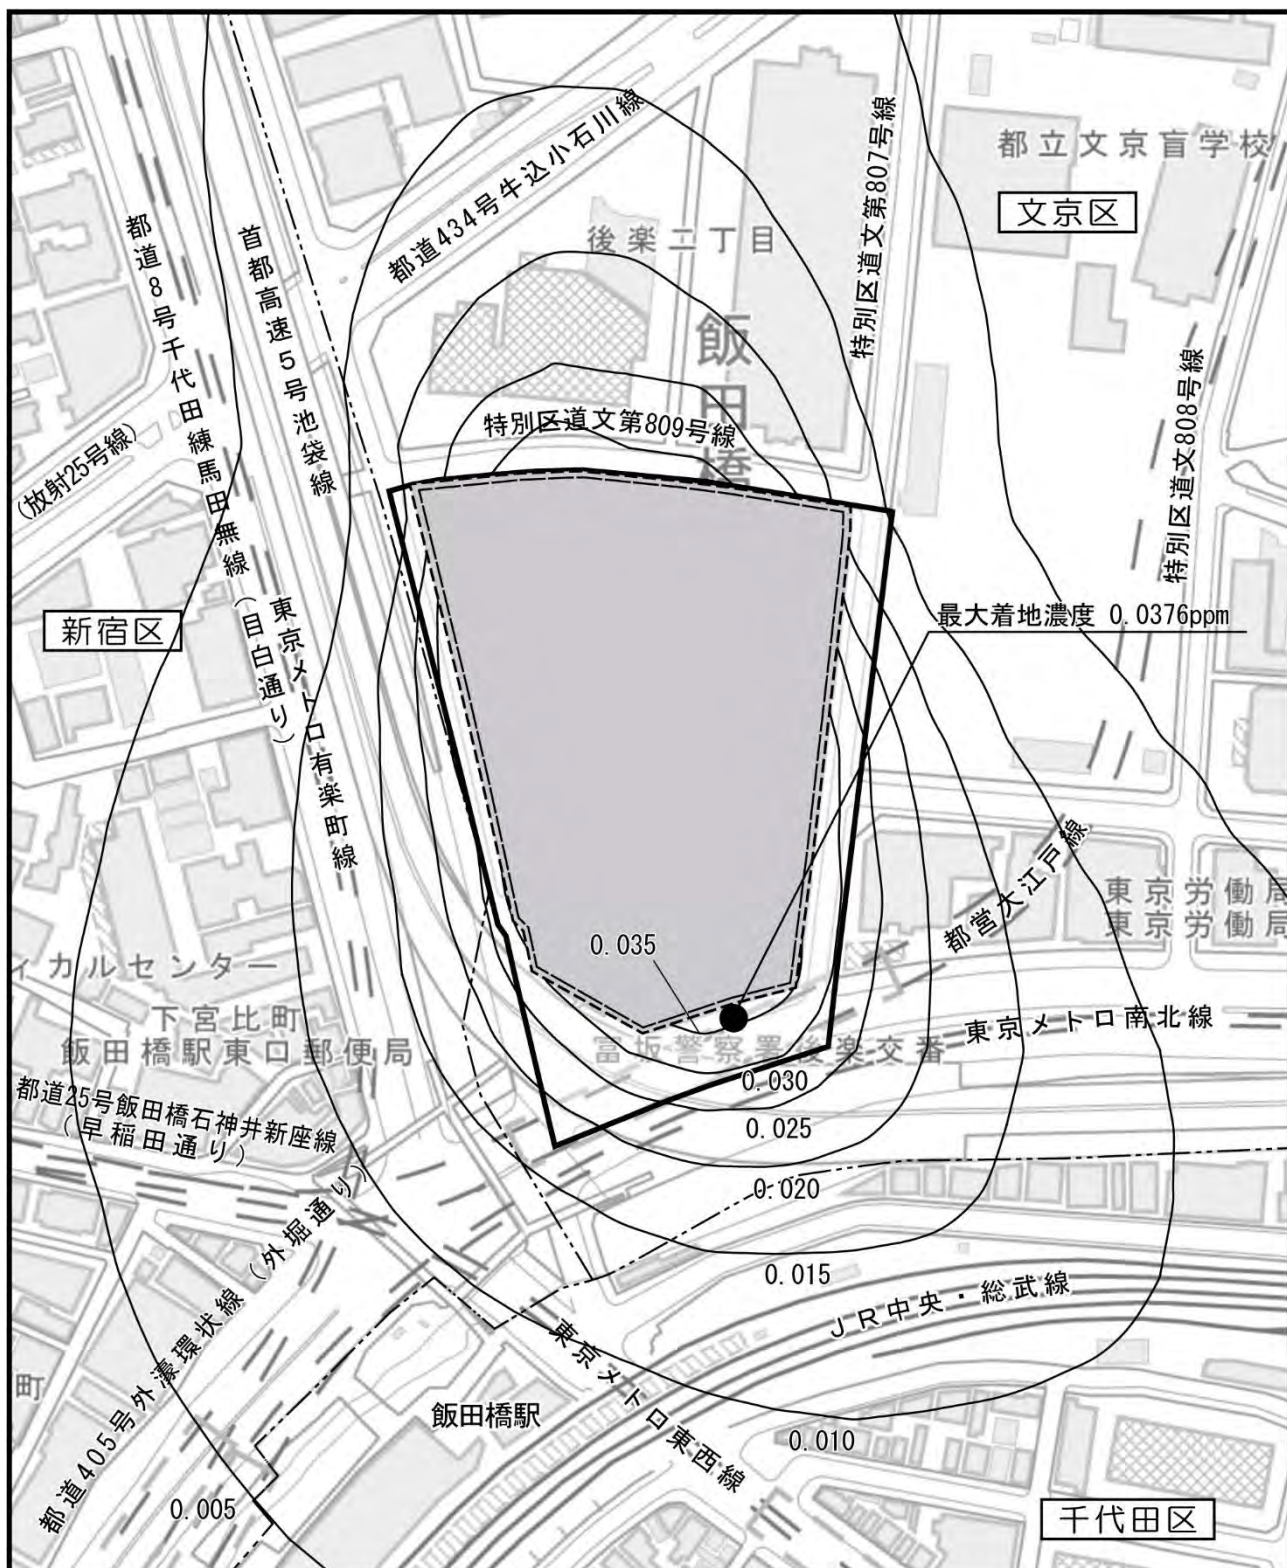 都立文京盲学校
文京区
都道434号牛込小石川線
後楽二丁目
特別区道文第807号線
都道8号千代田練馬田無線(目白通り)
首都高速5号池袋線
飯田橋
特別区道文808号線
特別区道文第809号線
(放射25号線)
新宿区
東京メトロ有楽町線
最大着地濃度 0.0376ppm
都営大江戸線
東京労働局
東京労働局
0.035
ィカルセンター
下宮比町
飯田橋駅東口郵便局
東京メトロ南北線
富坂警察署後楽交番
0.030
都道25号飯田橋石神井新座線
(早稲田通り)
0.025
0.020
0.015
都道405号外濠環状線(外堀通り)
JR中央・総武線
東京メトロ東西線
町
飯田橋駅
0.010
0.005
千代田区